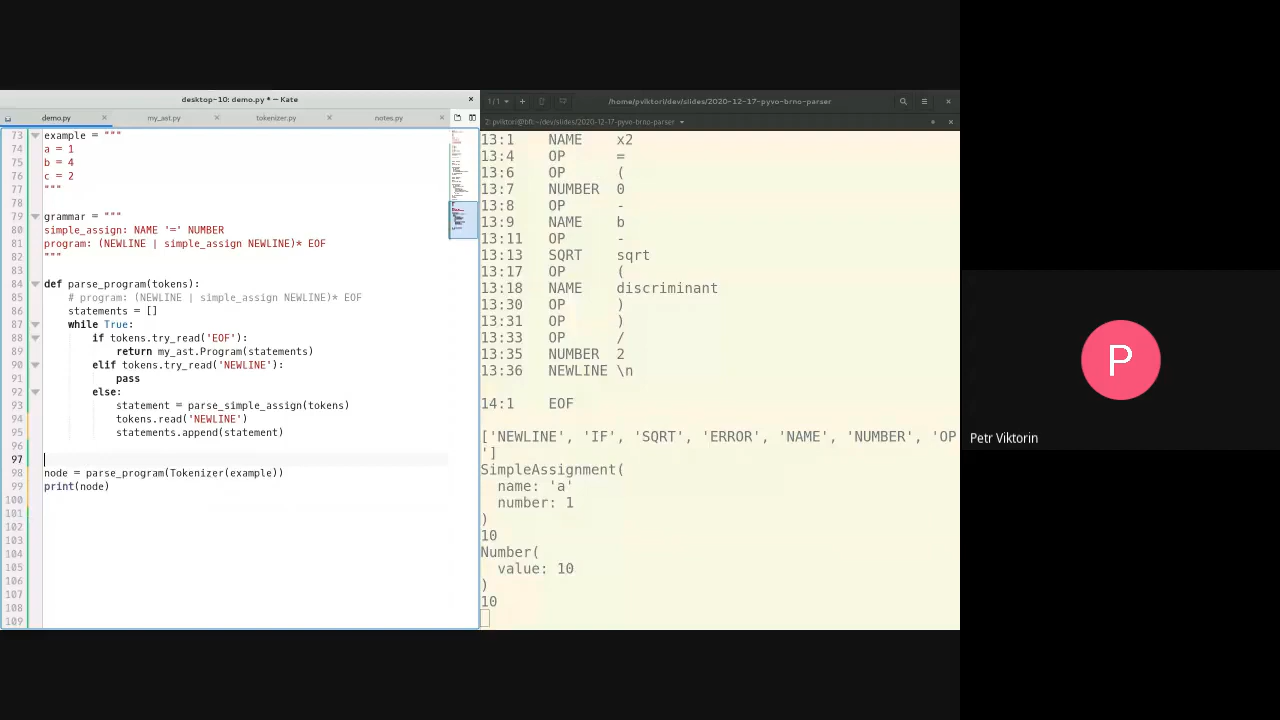 desktop-10: demo.py * — Kate
demo.py
my_ast.py
tokenizer.py
notes.py
73 example = """
74 a = 1
75 b = 4
76 c = 2
77 """
78
79 grammar = """
80 simple_assign: NAME '=' NUMBER
81 program: (NEWLINE | simple_assign NEWLINE)* EOF
82 """
83
84 def parse_program(tokens):
85 # program: (NEWLINE | simple_assign NEWLINE)* EOF
86 statements = []
87 while True:
88 if tokens.try_read('EOF'):
89 return my_ast.Program(statements)
90 elif tokens.try_read('NEWLINE'):
91 pass
92 else:
93 statement = parse_simple_assign(tokens)
94 tokens.read('NEWLINE')
95 statements.append(statement)
96
97
98 node = parse_program(Tokenizer(example))
99 print(node)
100
101
102
103
104
105
106
107
108
109
1/1
/home/pviktori/dev/slides/2020-12-17-pyvo-brno-parser
13:1 NAME x2
13:4 OP =
13:6 OP (
13:7 NUMBER 0
13:8 OP -
13:9 NAME b
13:11 OP -
13:13 SQRT sqrt
13:17 OP (
13:18 NAME discriminant
13:30 OP )
13:31 OP )
13:33 OP /
13:35 NUMBER 2
13:36 NEWLINE \n
14:1 EOF
['NEWLINE', 'IF', 'SQRT', 'ERROR', 'NAME', 'NUMBER', 'OP
']
SimpleAssignment(
name: 'a'
number: 1
)
10
Number(
value: 10
)
10
P
Petr Viktorin